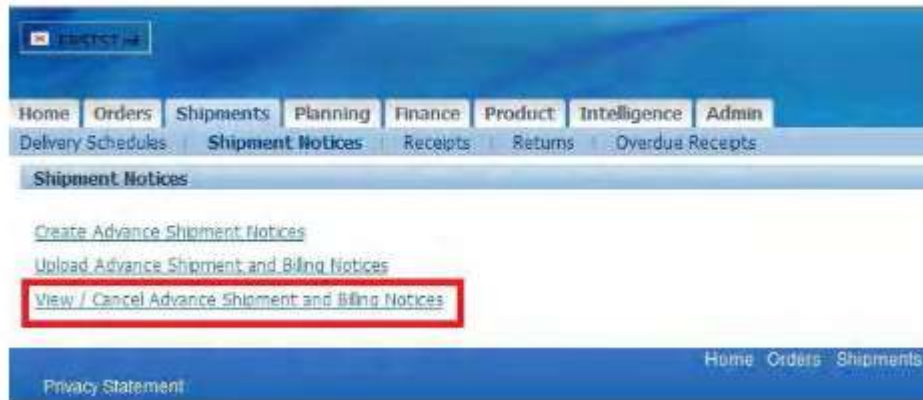 Home Orders Shipments Planning Finance Product Intelligence Admin
Delivery Schedules Shipment Notices Receipts Returns Overdue Receipts
Shipment Notices
Create Advance Shipment Notices
Upload Advance Shipment and Billing Notices
View / Cancel Advance Shipment and Billing Notices
Home Orders Shipments
Privacy Statement